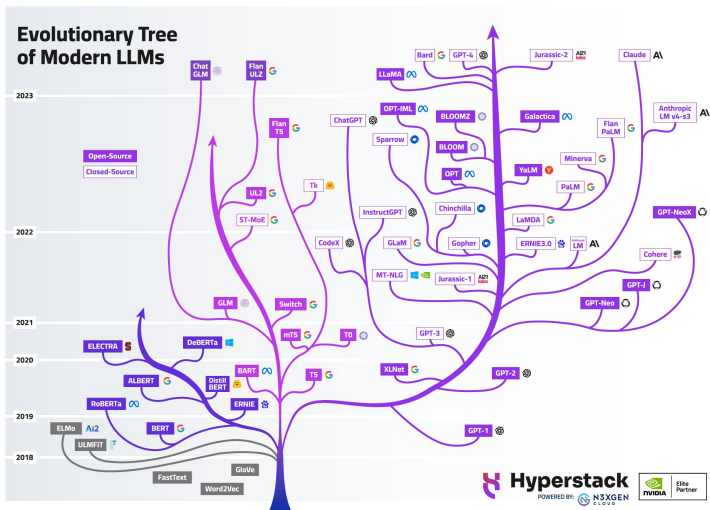 Evolutionary Tree
of Modern LLMs
Open-Source
Closed-Source
2023
2022
2021
2020
2019
2018
Chat
GLM
Flan
ULZ
Flan
T5
Bard
GPT-4
Jurassic-2
AI21
labs
Claude
A\
LLaMA
OPT-IML
BLOOMZ
Galactica
Anthropic
LM v4-s3
A\
ChatGPT
Sparrow
BLOOM
Flan
PaLM
Minerva
OPT
YaLM
PaLM
UL2
Tk
ST-MoE
InstructGPT
Chinchilla
LaMDA
GPT-NeoX
CodeX
GLaM
Gopher
ERNIE3.0
LM
A\
Cohere
MT-NLG
Jurassic-1
AI21
labs
GPT-J
GLM
Switch
GPT-Neo
mT5
T0
GPT-3
ELECTRA
DeBERTa
ALBERT
Distill
BERT
BART
T5
XLNet
GPT-2
RoBERTa
ERNIE
ELMo
Ai2
ULMFiT
BERT
GPT-1
FastText
GloVe
Word2Vec
Hyperstack
POWERED BY:
N3XGEN
CLOUD
NVIDIA
Elite
Partner